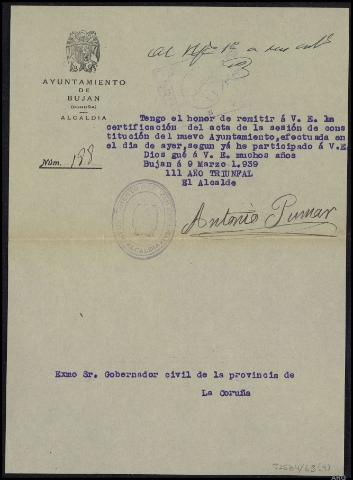 AYUNTAMIENTO
DE
BUJAN
(CORUÑA)
ALCALDIA
Núm. 138
Tengo el honor de remitir á V. E. la
certificación del acta de la sesión de cons
titución del nuevo Ayuntamiento,efectuada en
el dia de ayer,segun yá he participado á V.E.
Dios gué á V. E. muchos años
Bujan á 9 Marzo 1.939
111 AÑO TRIUNFAL
El Alcalde
Antonio Pumar
Exmo Sr. Gobernador civil de la provincia de
La Coruña